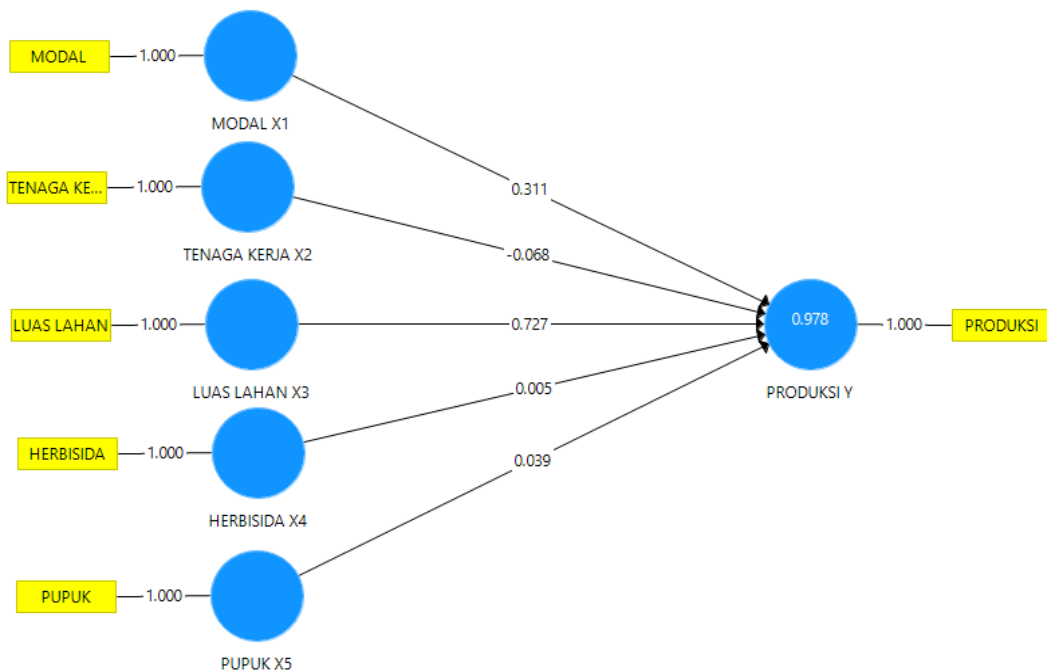 MODAL
1.000
MODAL X1
0.311
TENAGA KE...
1.000
TENAGA KERJA X2
-0.068
LUAS LAHAN
1.000
LUAS LAHAN X3
0.727
0.978
PRODUKSI Y
1.000
PRODUKSI
HERBISIDA
1.000
HERBISIDA X4
0.005
PUPUK
1.000
PUPUK X5
0.039